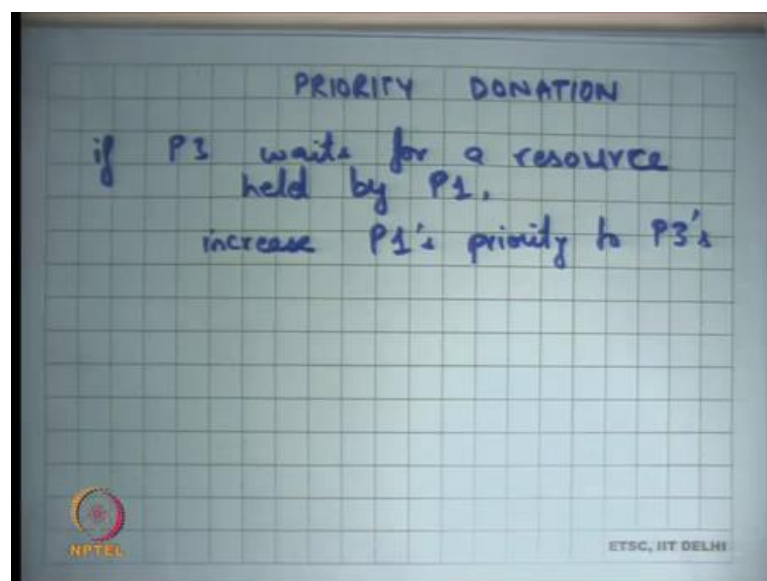 PRIORITY DONATION
if P3 waits for a resource
held by P1,
increase P1's priority to P3's
NPTEL
ETSC, IIT DELHI